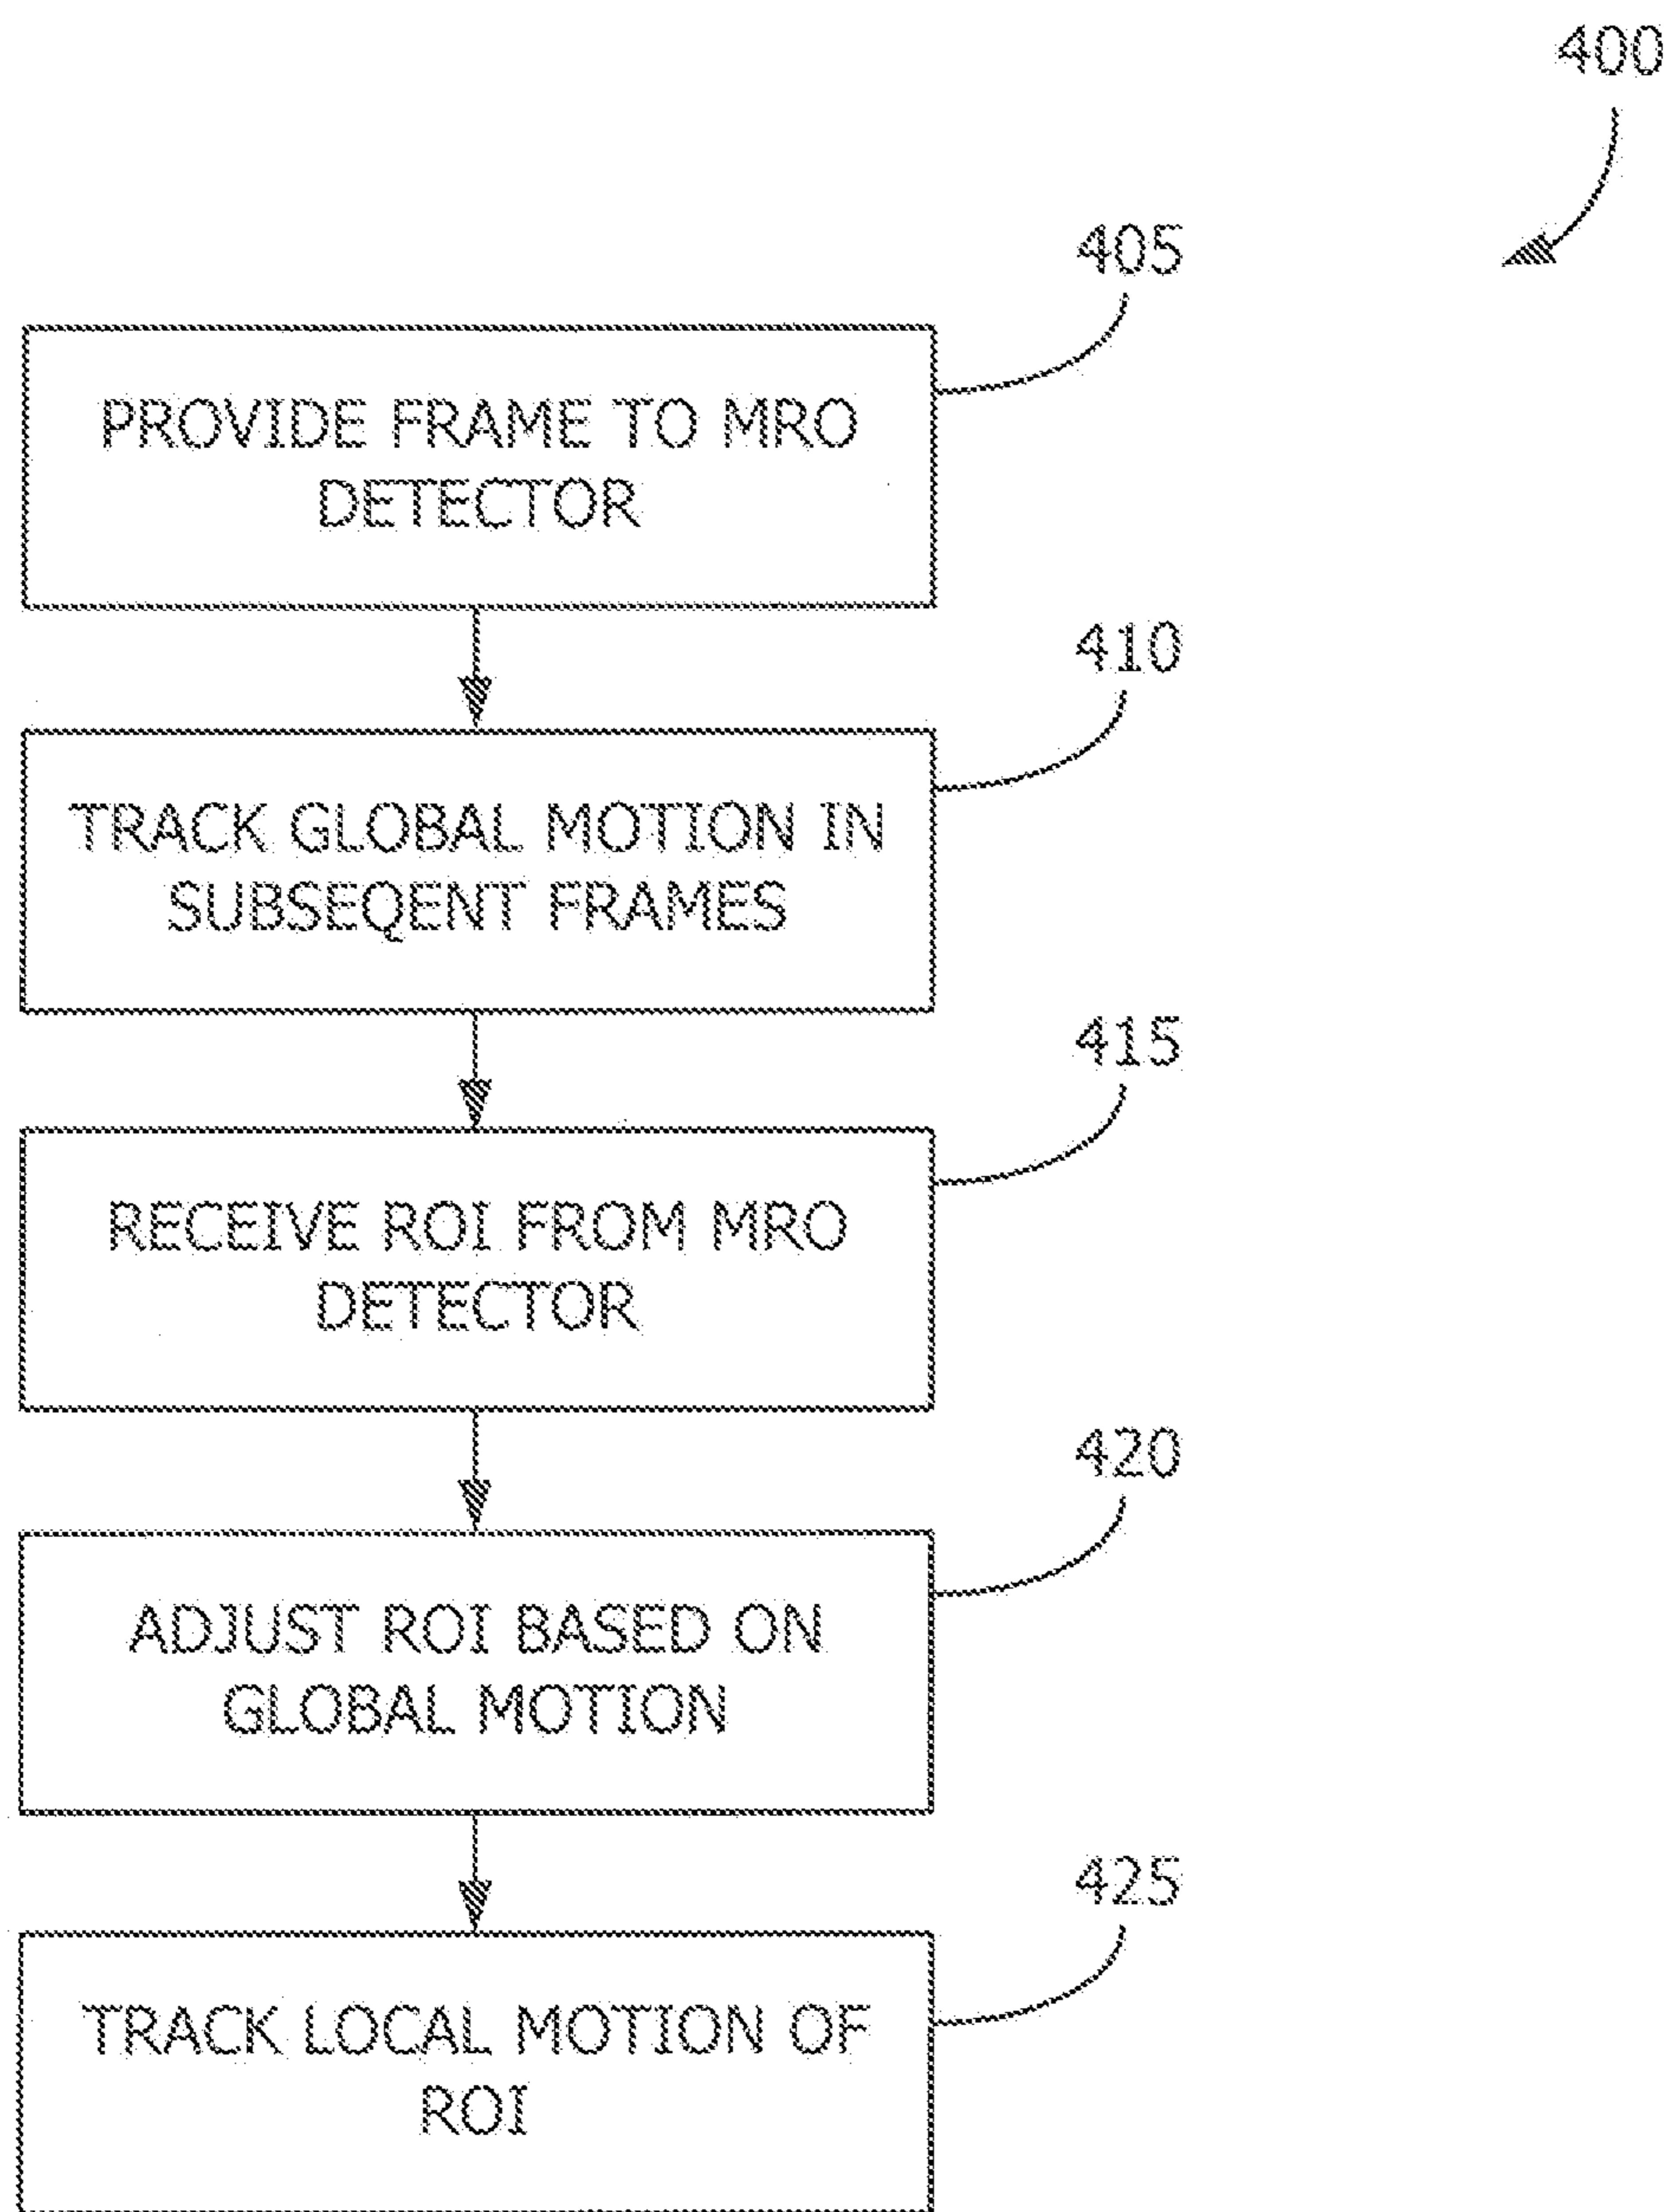 400
405
PROVIDE FRAME TO MRO
DETECTOR
410
TRACK GLOBAL MOTION IN
SUBSEQENT FRAMES
415
RECEIVE ROI FROM MRO
DETECTOR
420
ADJUST ROI BASED ON
GLOBAL MOTION
425
TRACK LOCAL MOTION OF
ROI